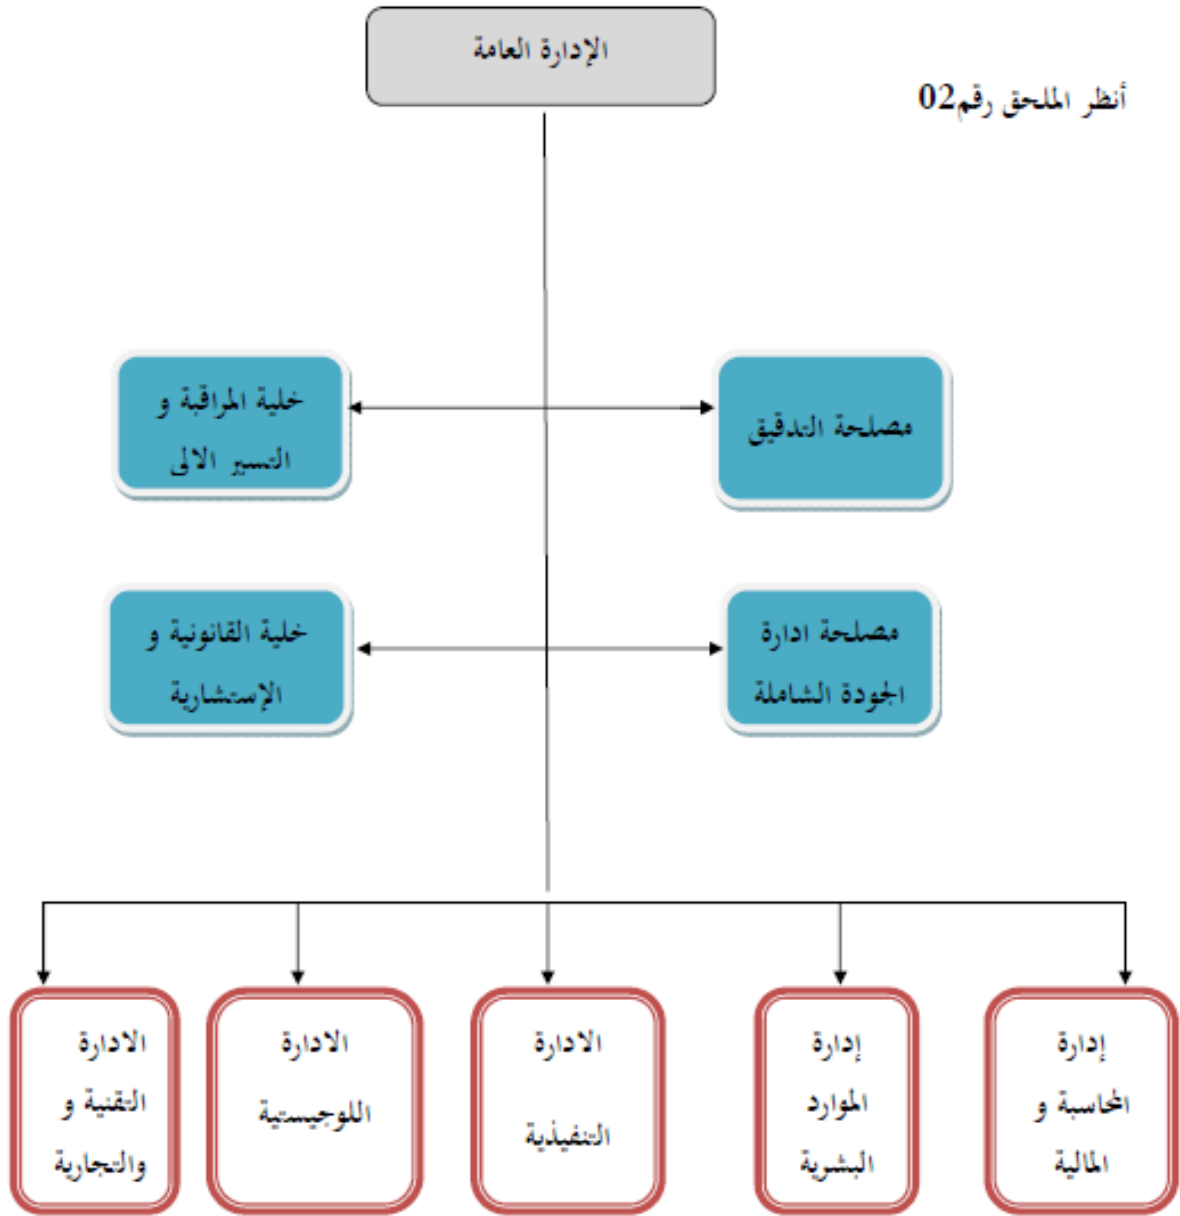 الإدارة العامة
أنظر الملحق رقم02
مصلحة التدقيق
خلية المراقبة و
التسير الالى
مصلحة ادارة
الجودة الشاملة
خلية القانونية و
الإستشارية
إدارة
المحاسبة و
المالية
إدارة
الموارد
البشرية
الادارة
التنفيذية
الادارة
اللوجيستية
الادارة
التقنية و
والتجارية